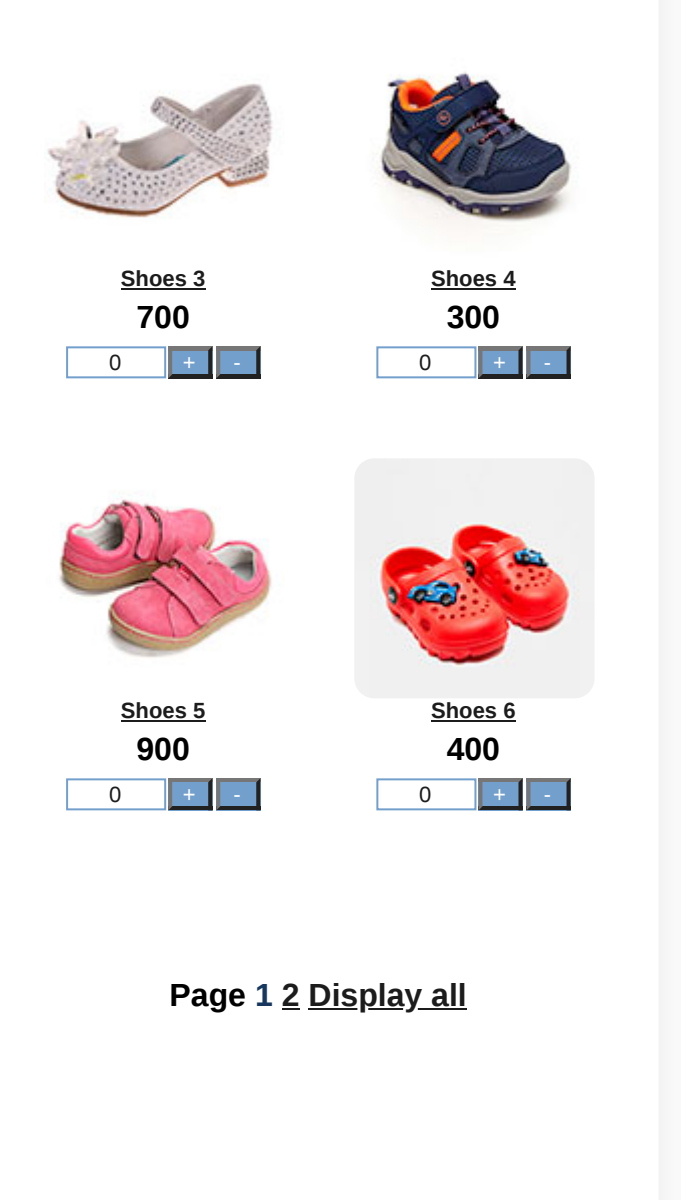 Shoes 3 Shoes 4
700 300
0 + - 0 + -
Shoes 5 Shoes 6
900 400
0 + - 0 + -
Page 1 2 Display all